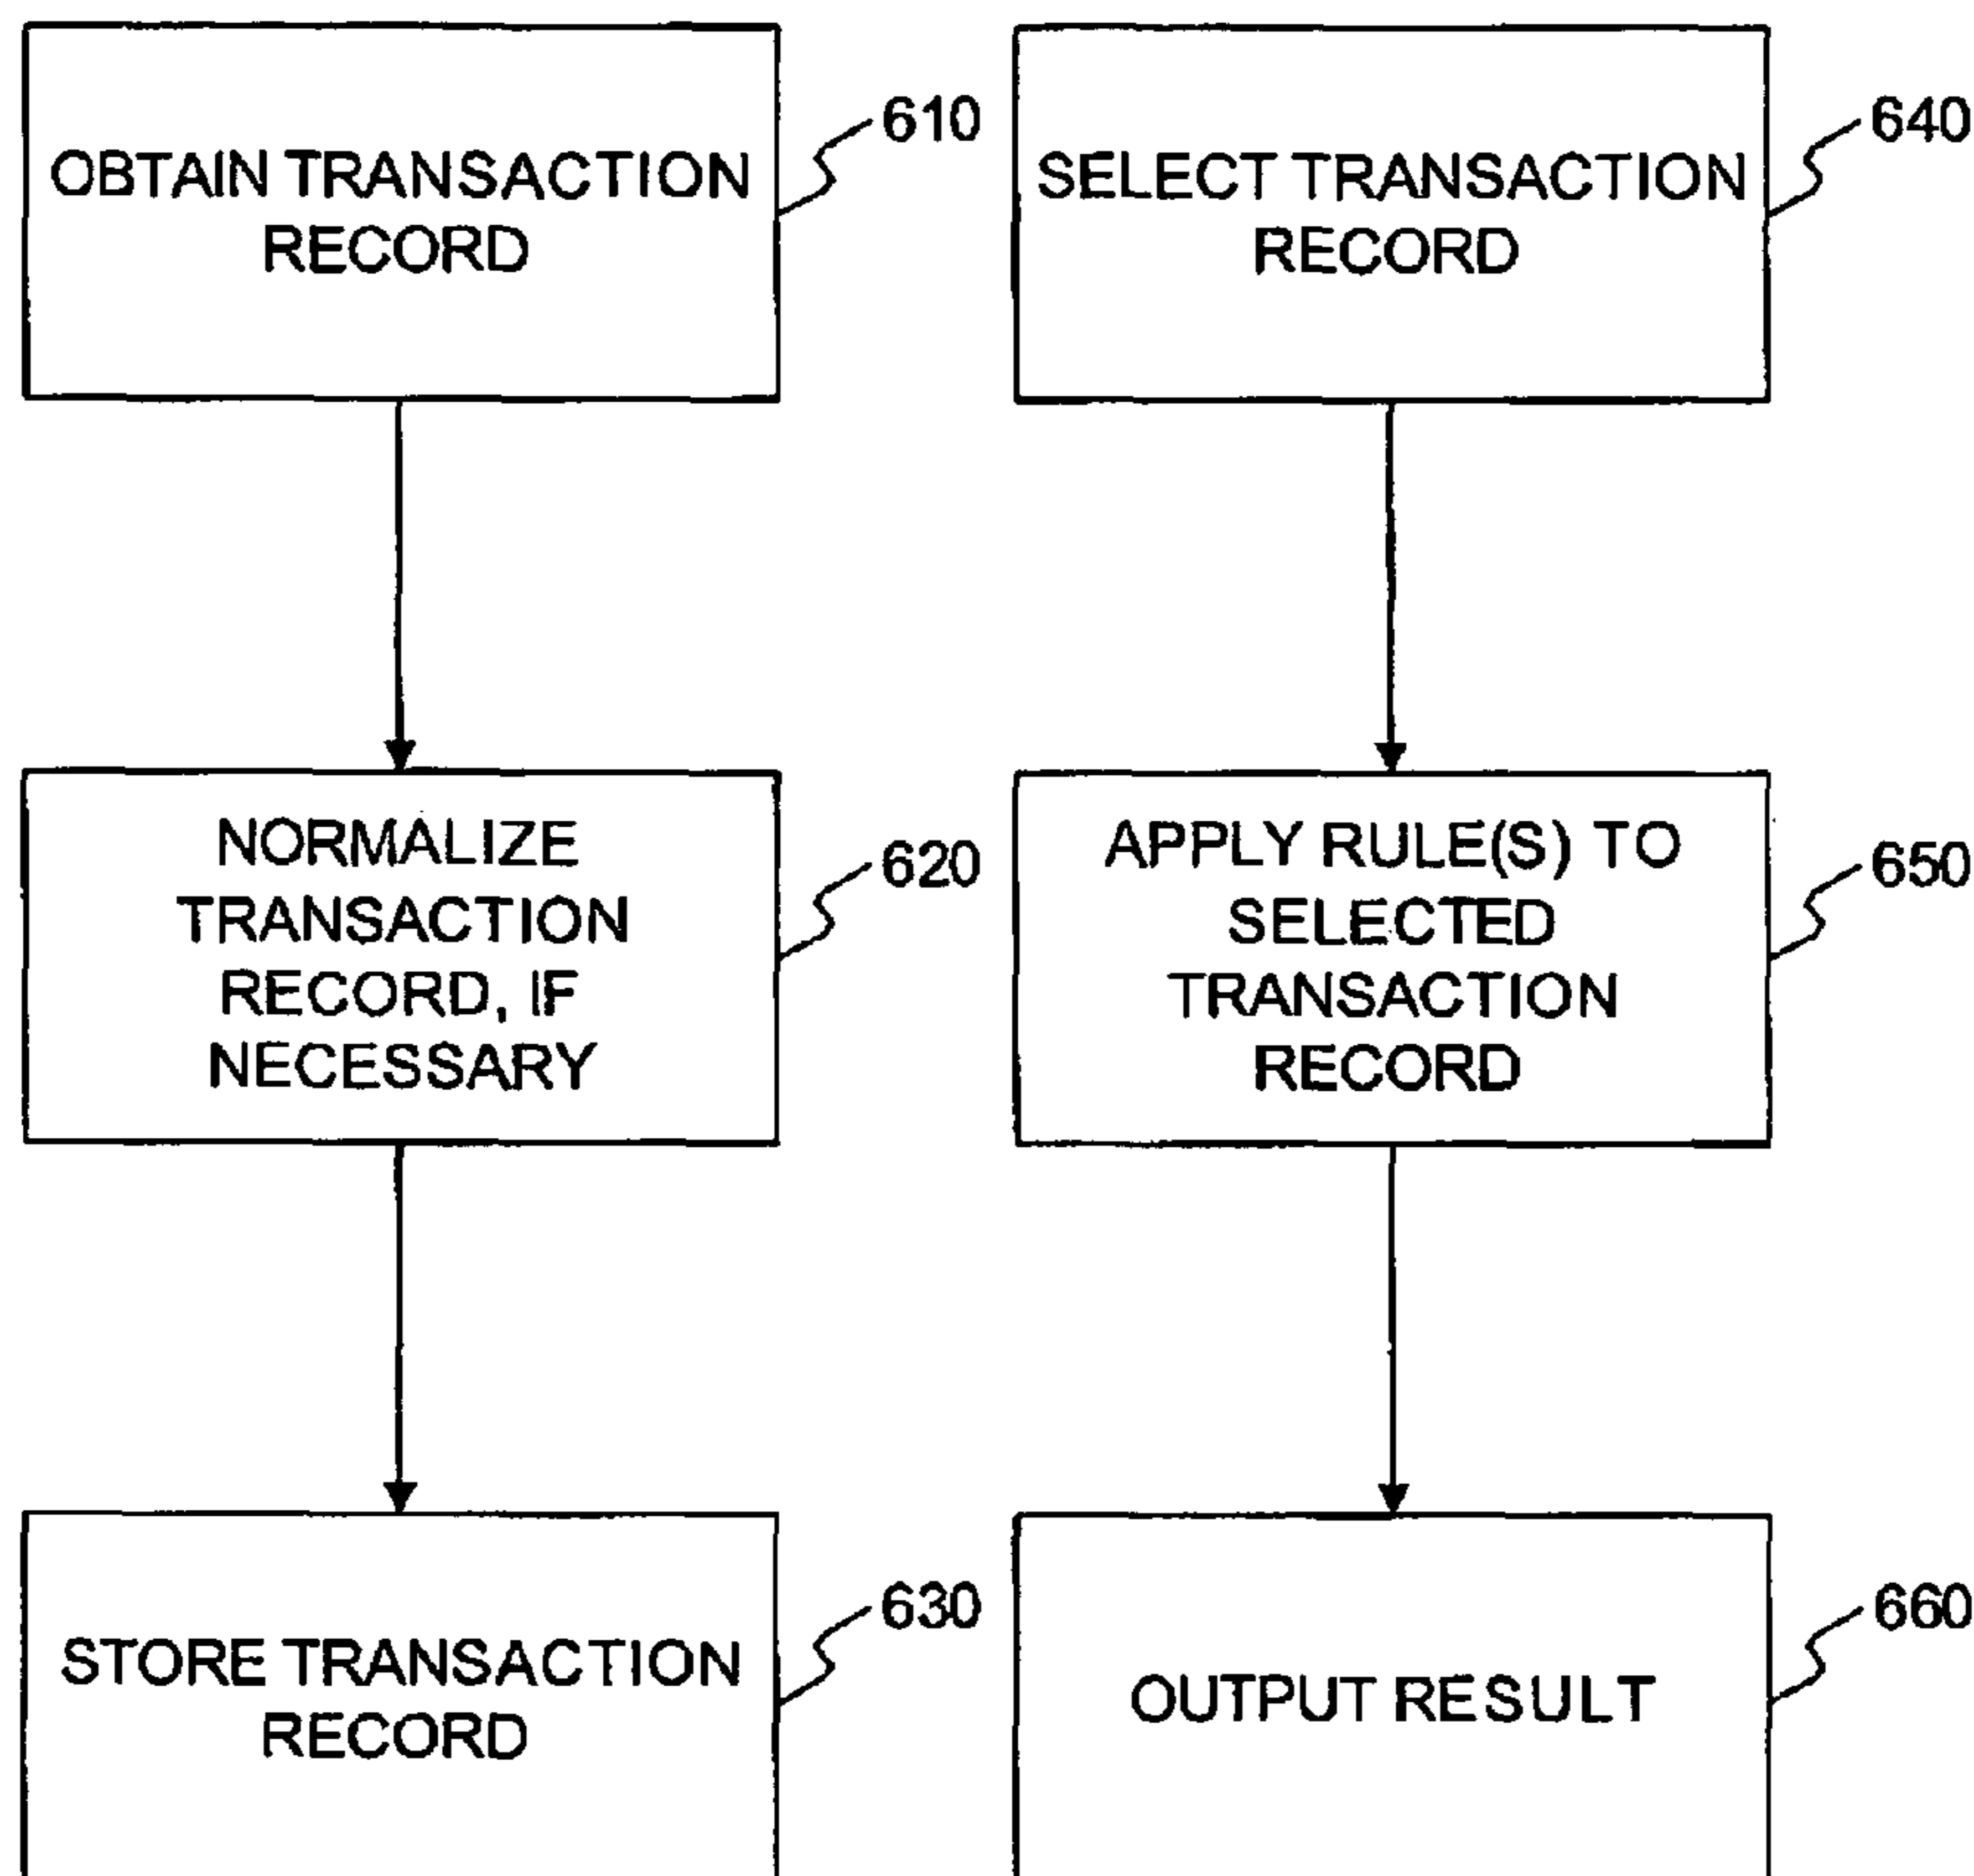 OBTAIN TRANSACTION
RECORD
610
NORMALIZE
TRANSACTION
RECORD, IF
NECESSARY
620
STORE TRANSACTION
RECORD
630
SELECT TRANSACTION
RECORD
640
APPLY RULE(S) TO
SELECTED
TRANSACTION
RECORD
650
OUTPUT RESULT
660